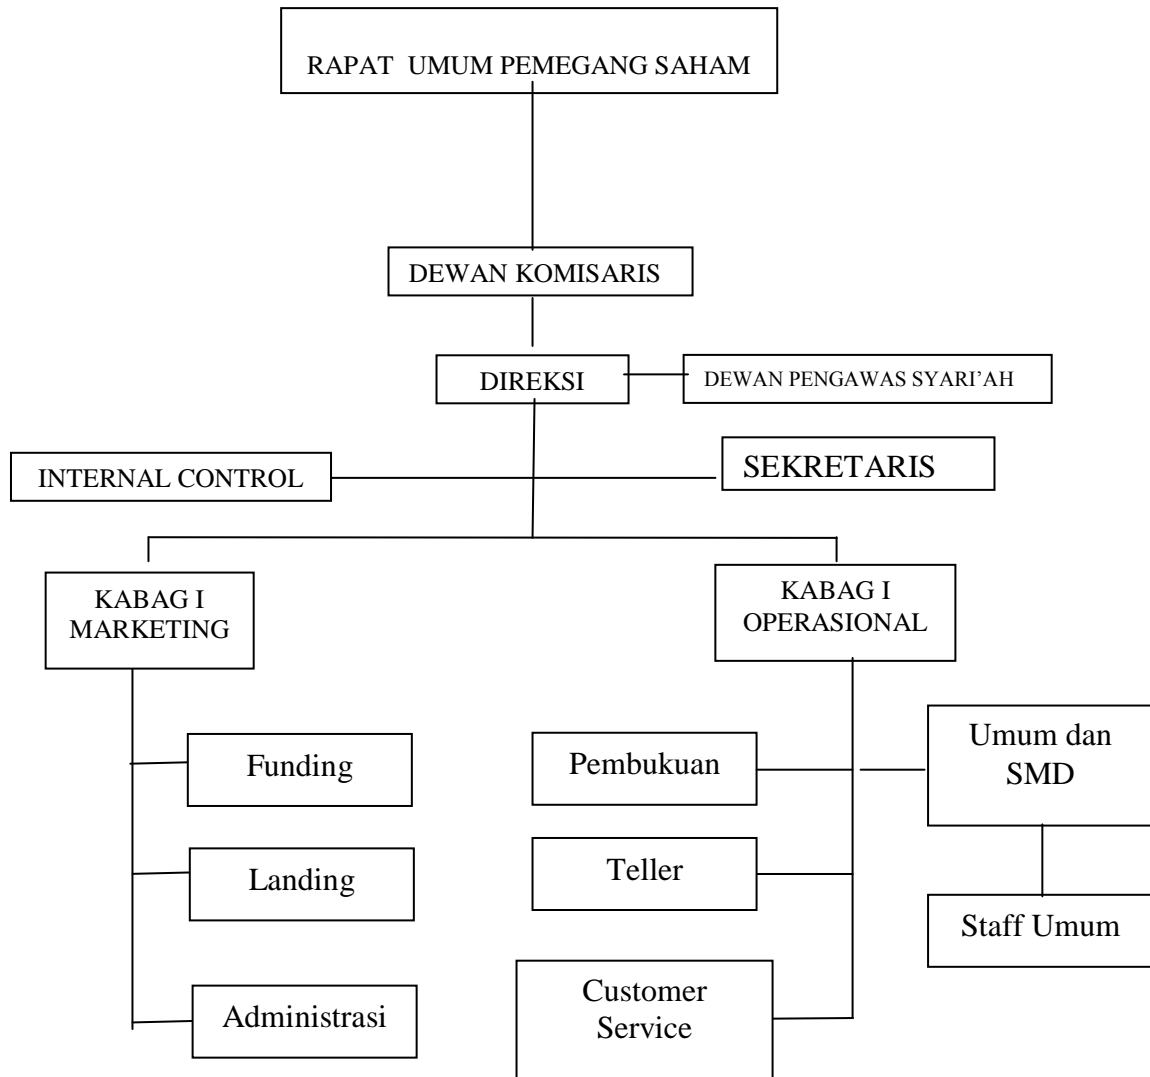 RAPAT UMUM PEMEGANG SAHAM
DEWAN KOMISARIS
DIREKSI
DEWAN PENGAWAS SYARI’AH
INTERNAL CONTROL
SEKRETARIS
KABAG I
MARKETING
KABAG I
OPERASIONAL
Funding
Pembukuan
Umum dan
SMD
Landing
Teller
Staff Umum
Administrasi
Customer
Service